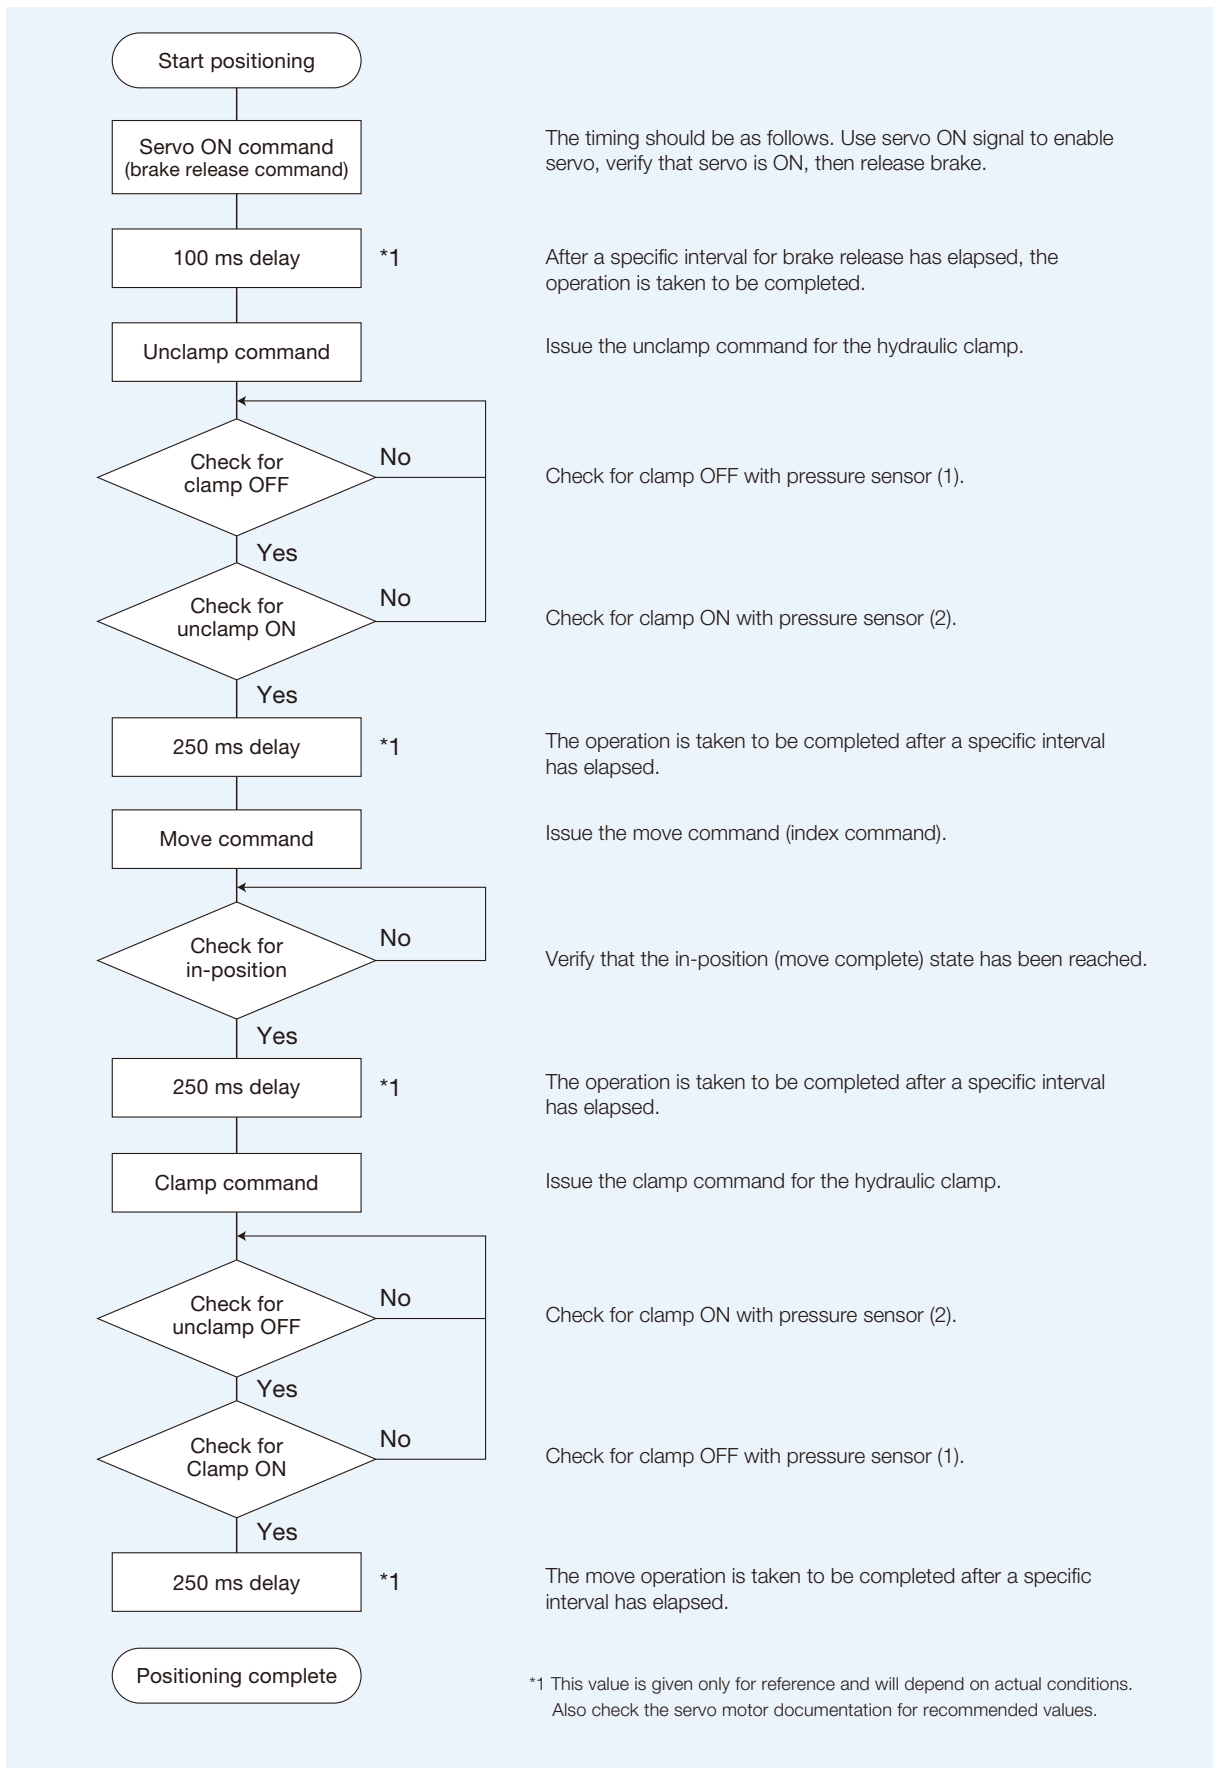 Start positioning
Servo ON command
(brake release command)
The timing should be as follows. Use servo ON signal to enable
servo, verify that servo is ON, then release brake.
100 ms delay
*1
After a specific interval for brake release has elapsed, the
operation is taken to be completed.
Unclamp command
Issue the unclamp command for the hydraulic clamp.
Check for
clamp OFF
No
Check for clamp OFF with pressure sensor (1).
Yes
Check for
unclamp ON
No
Check for clamp ON with pressure sensor (2).
Yes
250 ms delay
*1
The operation is taken to be completed after a specific interval
has elapsed.
Move command
Issue the move command (index command).
Check for
in-position
No
Verify that the in-position (move complete) state has been reached.
Yes
250 ms delay
*1
The operation is taken to be completed after a specific interval
has elapsed.
Clamp command
Issue the clamp command for the hydraulic clamp.
Check for
unclamp OFF
No
Check for clamp ON with pressure sensor (2).
Yes
Check for
Clamp ON
No
Check for clamp OFF with pressure sensor (1).
Yes
250 ms delay
*1
The move operation is taken to be completed after a specific
interval has elapsed.
Positioning complete
*1 This value is given only for reference and will depend on actual conditions.
Also check the servo motor documentation for recommended values.